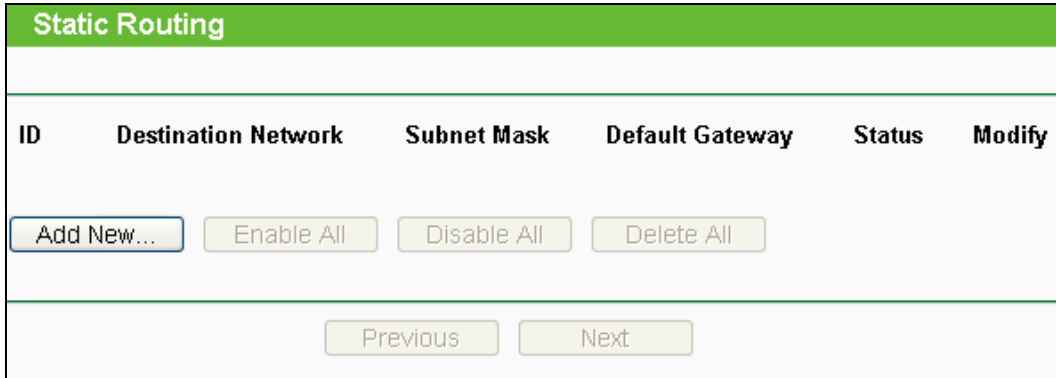 Static Routing
ID Destination Network Subnet Mask Default Gateway Status Modify
Add New... Enable All Disable All Delete All
Previous Next